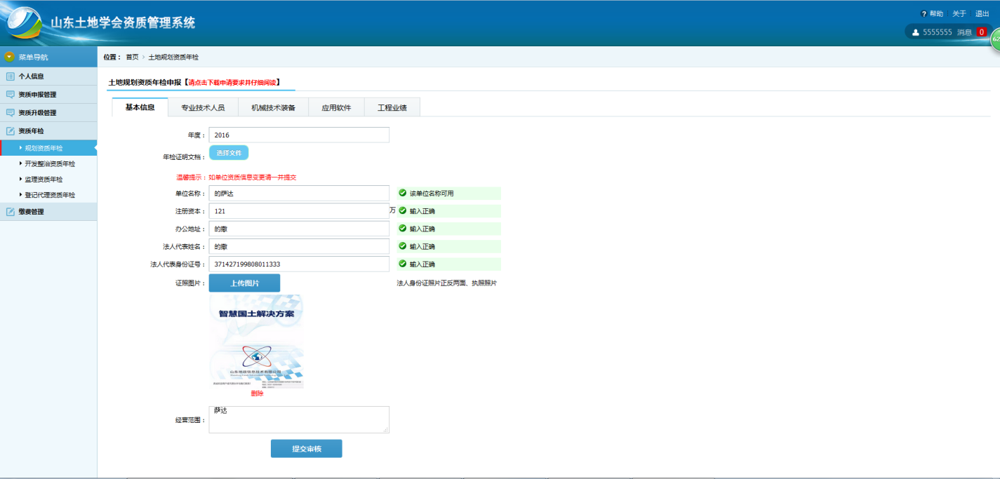 山东土地学会资质管理系统
帮助 关于 退出
5555555 消息 0
62
菜单导航
个人信息
资质申报管理
资质升级管理
资质年检
规划资质年检
开发整治资质年检
监理资质年检
登记代理资质年检
缴费管理
位置： 首页 › 土地规划资质年检
土地规划资质年检申报【请点击下载申请要求并仔细阅读】
基本信息 专业技术人员 机械技术装备 应用软件 工程业绩
年度： 2016
年检证明文档： 选择文件
温馨提示：如单位资质信息变更请一并提交
单位名称： 的萨达 该单位名称可用
注册资本： 121 万 输入正确
办公地址： 的撒 输入正确
法人代表姓名： 的撒 输入正确
法人代表身份证号： 371427199808011333 输入正确
证照图片： 上传图片 法人身份证照片正反两面、执照照片
智慧国土解决方案
山东地政信息技术有限公司
删除
经营范围： 萨达
提交审核